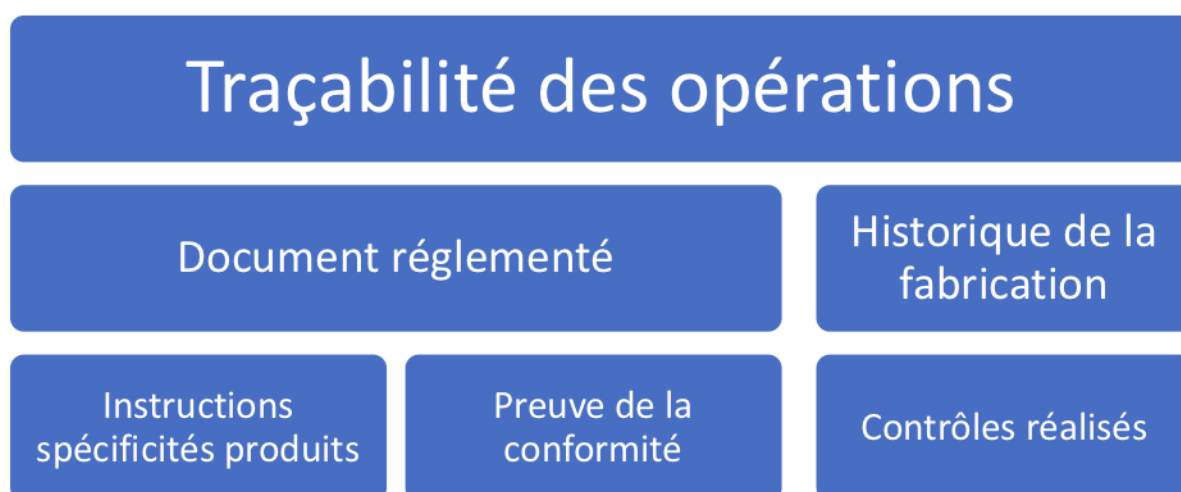 Traçabilité des opérations
Document réglementé
Historique de la
fabrication
Instructions
spécificités produits
Preuve de la
conformité
Contrôles réalisés